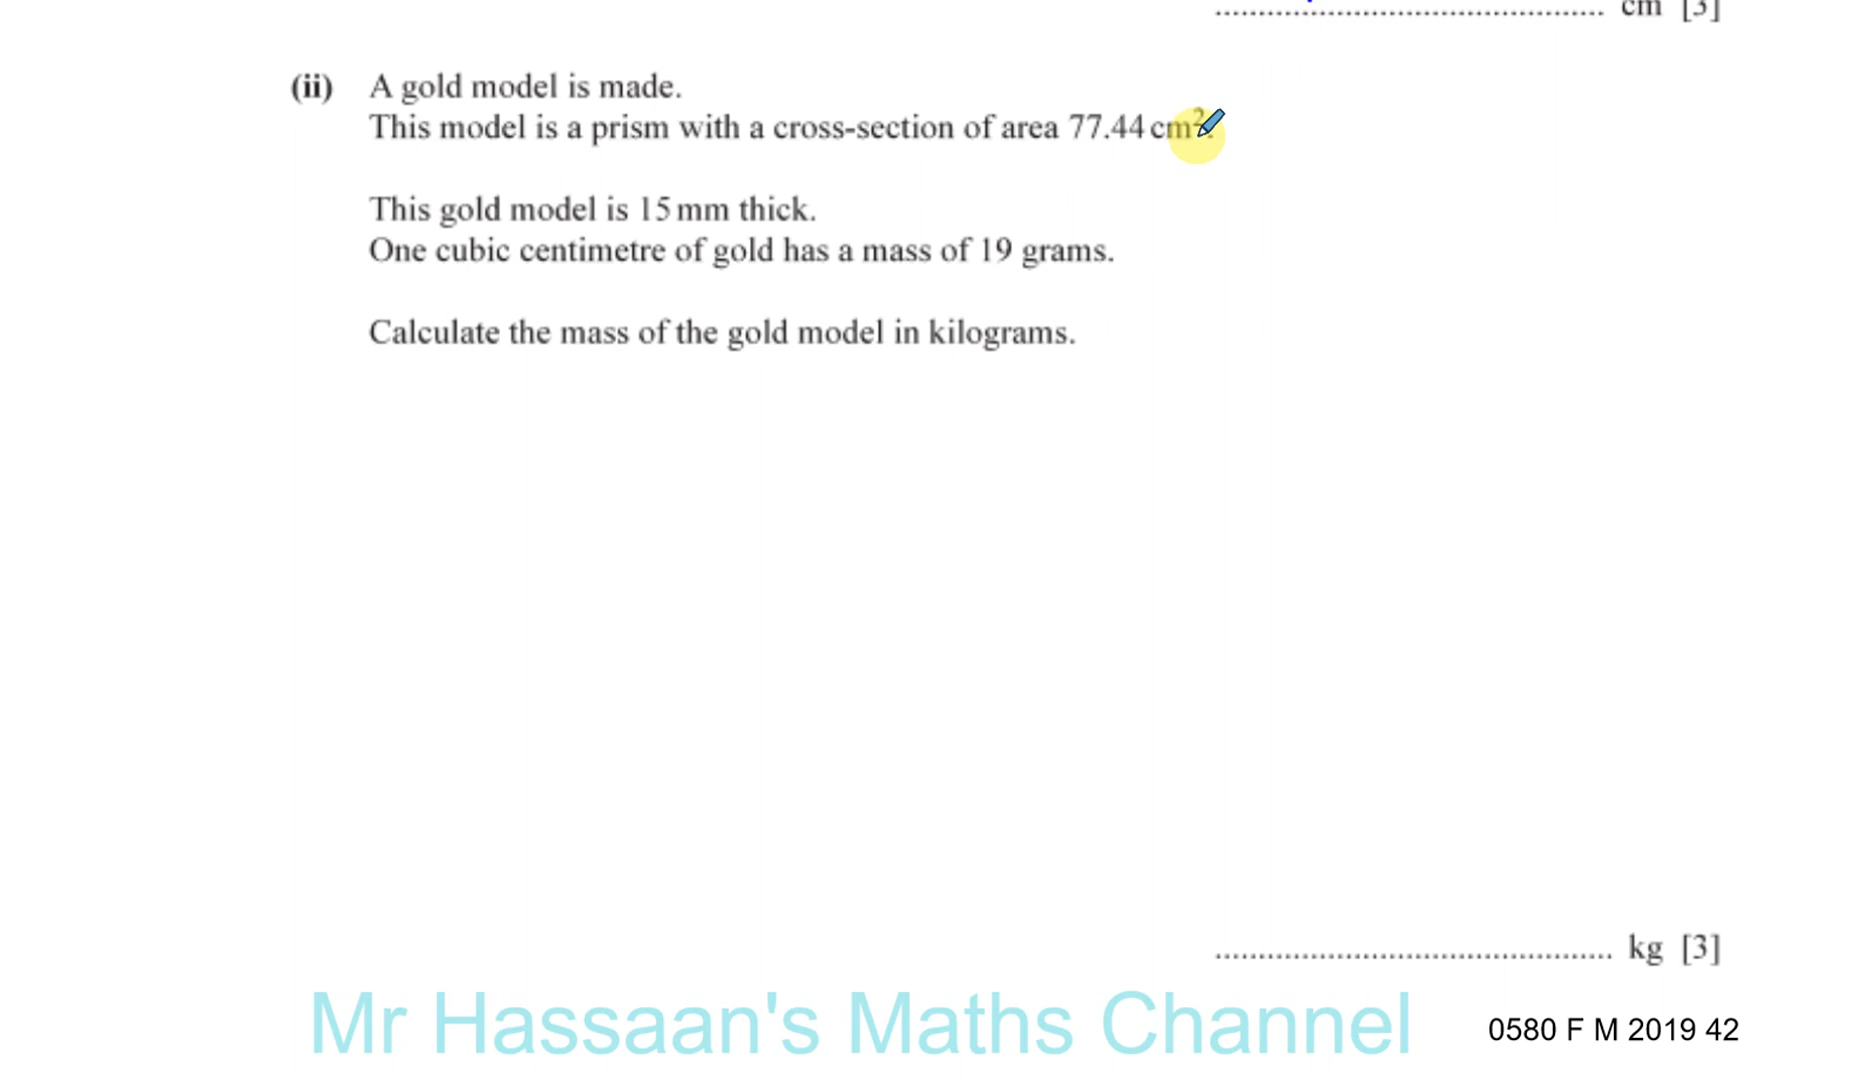 cm [3]
(ii) A gold model is made.
This model is a prism with a cross-section of area 77.44 cm².
This gold model is 15 mm thick.
One cubic centimetre of gold has a mass of 19 grams.
Calculate the mass of the gold model in kilograms.
.................................................. kg [3]
Mr Hassaan's Maths Channel
0580 F M 2019 42